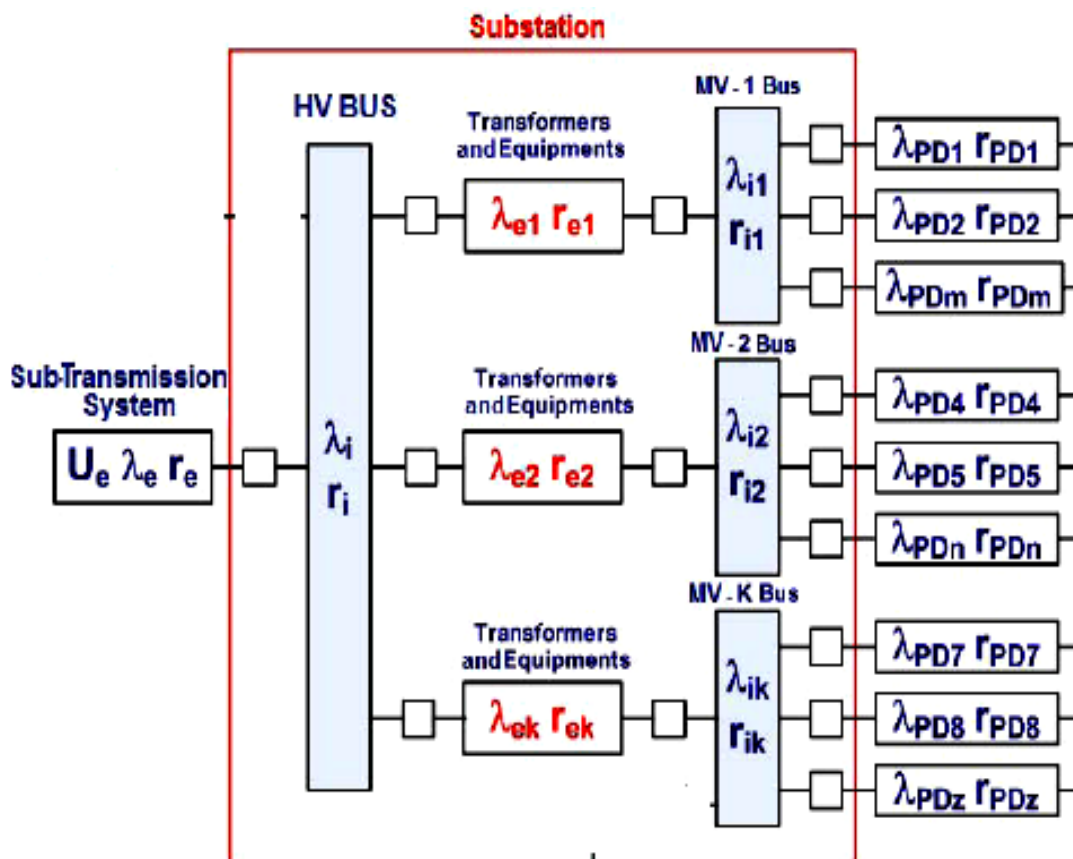 Substation
HV BUS
Transformers
and Equipments
λe1 re1
MV - 1 Bus
λi1
ri1
λPD1 rPD1
λPD2 rPD2
λPDm rPDm
Sub-Transmission
System
Ue λe re
λi
ri
Transformers
and Equipments
λe2 re2
MV - 2 Bus
λi2
ri2
λPD4 rPD4
λPD5 rPD5
λPDn rPDn
Transformers
and Equipments
λek rek
MV - K Bus
λik
rik
λPD7 rPD7
λPD8 rPD8
λPDz rPDz